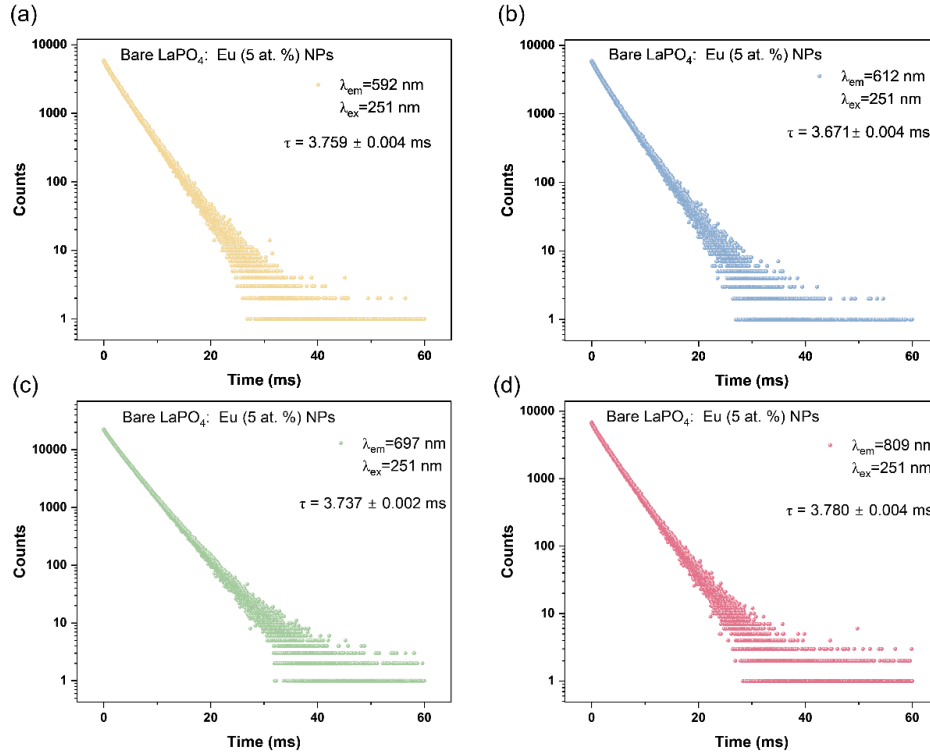 (a)
Bare LaPO₄: Eu (5 at. %) NPs
λem=592 nm
λex=251 nm
τ = 3.759 ± 0.004 ms
10000
1000
100
10
1
Counts
0 20 40 60
Time (ms)
(b)
Bare LaPO₄: Eu (5 at. %) NPs
λem=612 nm
λex=251 nm
τ = 3.671± 0.004 ms
10000
1000
100
10
1
Counts
0 20 40 60
Time (ms)
(c)
Bare LaPO₄: Eu (5 at. %) NPs
λem=697 nm
λex=251 nm
τ = 3.737 ± 0.002 ms
10000
1000
100
10
1
Counts
0 20 40 60
Time (ms)
(d)
Bare LaPO₄: Eu (5 at. %) NPs
λem=809 nm
λex=251 nm
τ = 3.780 ± 0.004 ms
10000
1000
100
10
1
Counts
0 20 40 60
Time (ms)